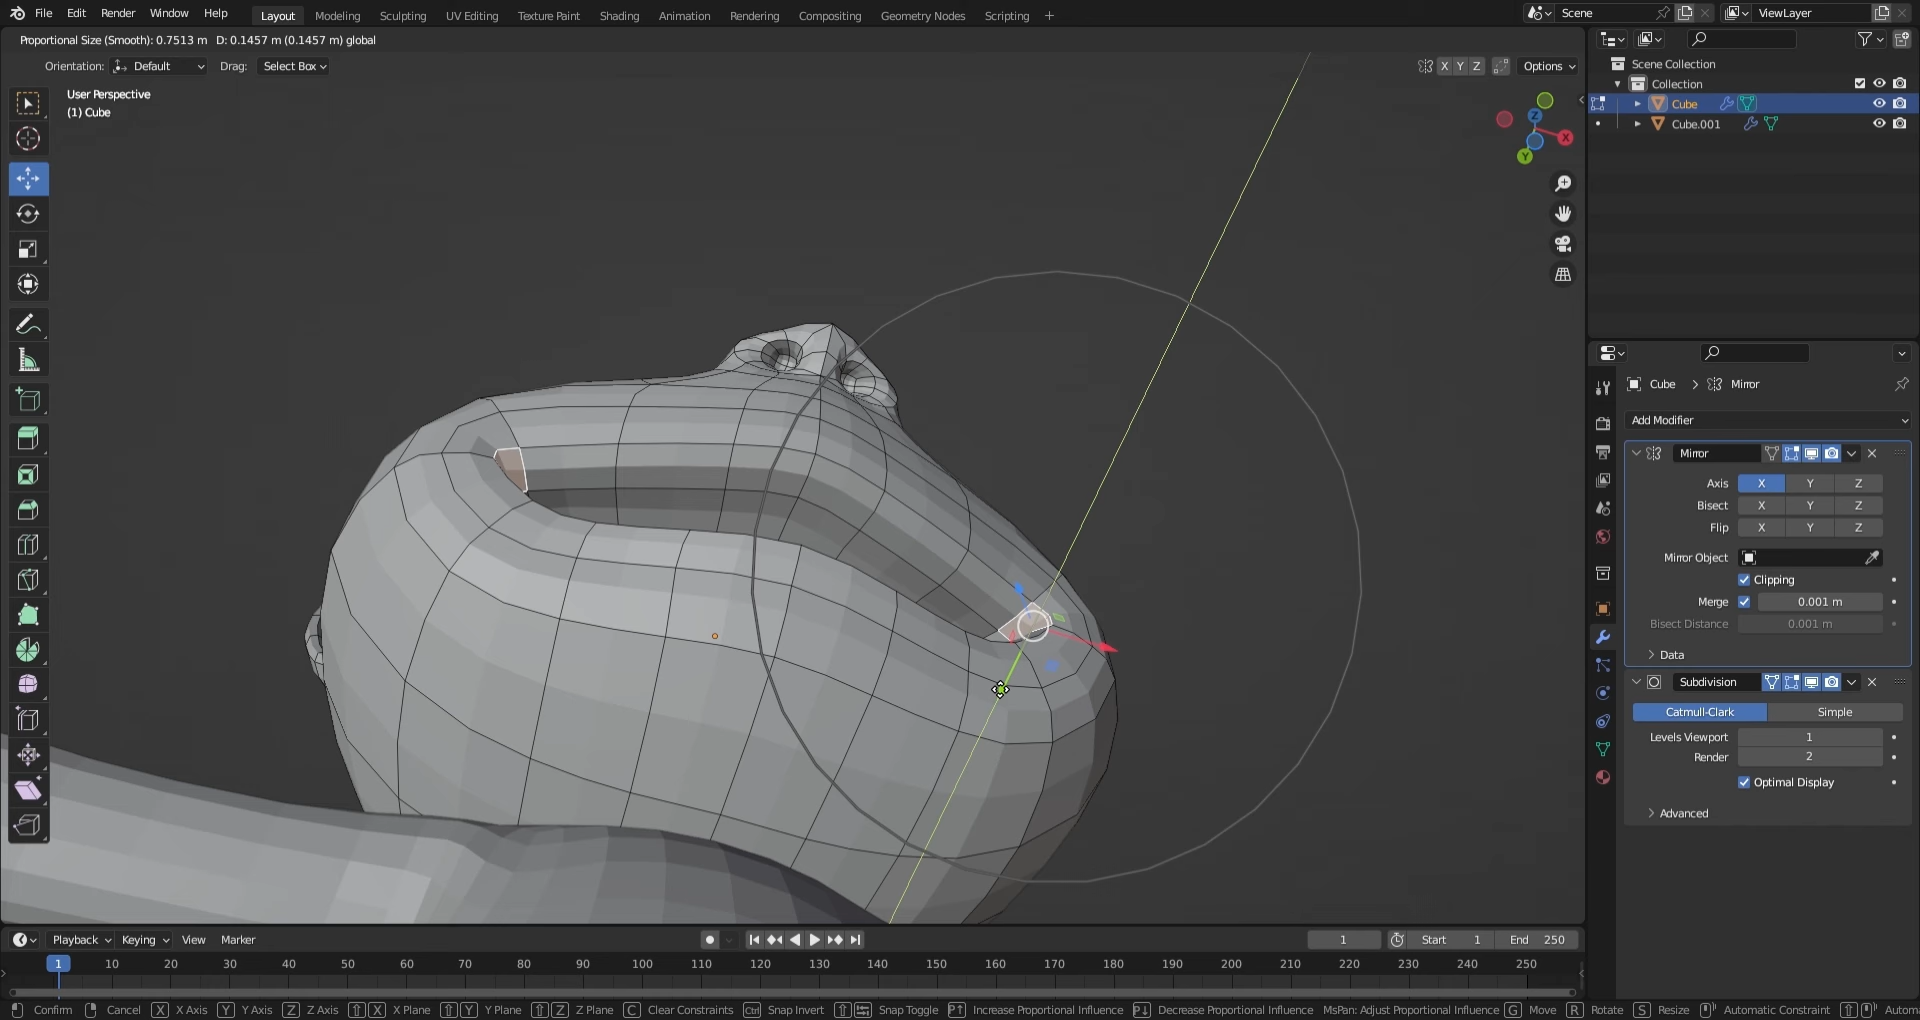 File Edit Render Window Help Layout Modeling Sculpting UV Editing Texture Paint Shading Animation Rendering Compositing Geometry Nodes Scripting + Scene ViewLayer
Proportional Size (Smooth): 0.7513 m D: 0.1457 m (0.1457 m) global
Orientation: Default Drag: Select Box X Y Z Options
User Perspective
(1) Cube
Z
X
Y
Scene Collection
Collection
Cube
Cube.001
Cube > Mirror
Add Modifier
Mirror
Axis X Y Z
Bisect X Y Z
Flip X Y Z
Mirror Object
Clipping
Merge 0.001 m
Bisect Distance 0.001 m
Data
Subdivision
Catmull-Clark Simple
Levels Viewport 1
Render 2
Optimal Display
Advanced
Playback Keying View Marker 1 Start 1 End 250
1 10 20 30 40 50 60 70 80 90 100 110 120 130 140 150 160 170 180 190 200 210 220 230 240 250
Confirm Cancel X X Axis Y Y Axis Z Z Axis X X Plane Y Y Plane Z Z Plane C Clear Constraints Ctrl Snap Invert Snap Toggle P↑ Increase Proportional Influence P↓ Decrease Proportional Influence MsPan: Adjust Proportional Influence G Move R Rotate S Resize Automatic Constraint Autom